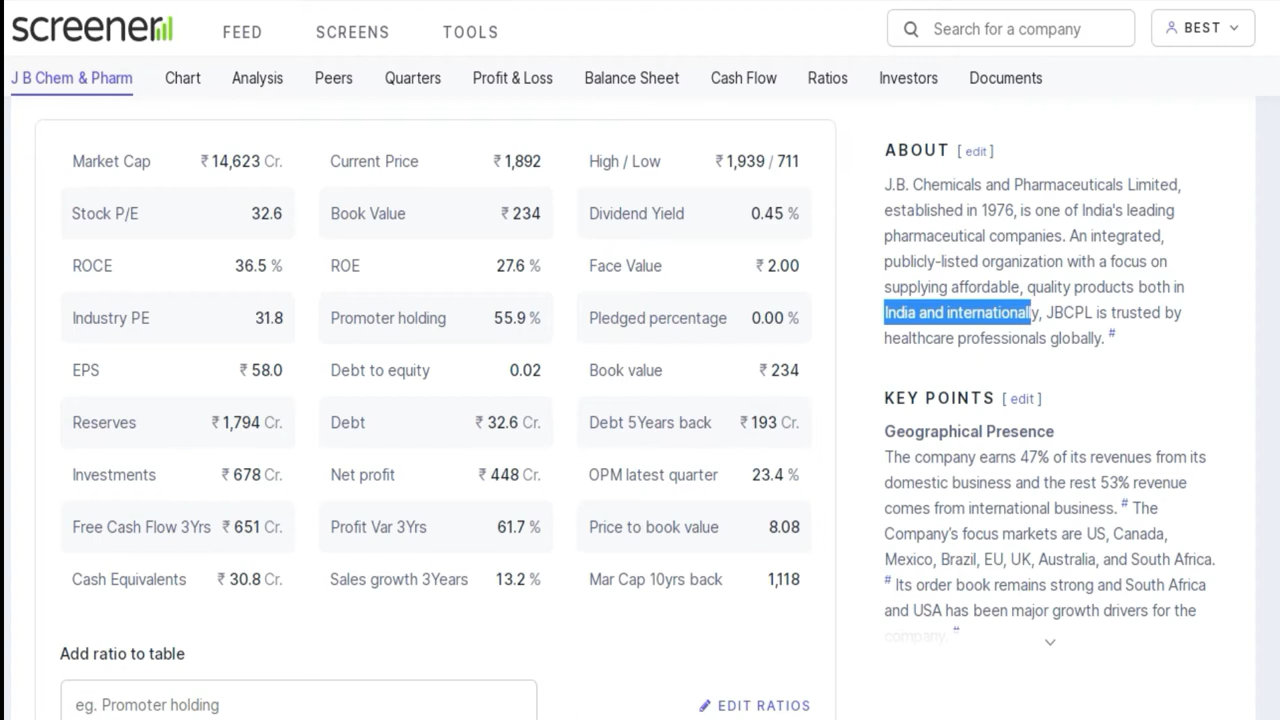 screener
FEED SCREENS TOOLS
Search for a company
BEST
J B Chem & Pharm Chart Analysis Peers Quarters Profit & Loss Balance Sheet Cash Flow Ratios Investors Documents
Market Cap ₹ 14,623 Cr. Current Price ₹ 1,892 High / Low ₹ 1,939 / 711
Stock P/E 32.6 Book Value ₹ 234 Dividend Yield 0.45 %
ROCE 36.5 % ROE 27.6 % Face Value ₹ 2.00
Industry PE 31.8 Promoter holding 55.9 % Pledged percentage 0.00 %
EPS ₹ 58.0 Debt to equity 0.02 Book value ₹ 234
Reserves ₹ 1,794 Cr. Debt ₹ 32.6 Cr. Debt 5Years back ₹ 193 Cr.
Investments ₹ 678 Cr. Net profit ₹ 448 Cr. OPM latest quarter 23.4 %
Free Cash Flow 3Yrs ₹ 651 Cr. Profit Var 3Yrs 61.7 % Price to book value 8.08
Cash Equivalents ₹ 30.8 Cr. Sales growth 3Years 13.2 % Mar Cap 10yrs back 1,118
Add ratio to table
eg. Promoter holding
EDIT RATIOS
ABOUT [ edit ]
J.B. Chemicals and Pharmaceuticals Limited,
established in 1976, is one of India's leading
pharmaceutical companies. An integrated,
publicly-listed organization with a focus on
supplying affordable, quality products both in
India and internationally, JBCPL is trusted by
healthcare professionals globally. #
KEY POINTS [ edit ]
Geographical Presence
The company earns 47% of its revenues from its
domestic business and the rest 53% revenue
comes from international business. # The
Company's focus markets are US, Canada,
Mexico, Brazil, EU, UK, Australia, and South Africa.
# Its order book remains strong and South Africa
and USA has been major growth drivers for the
company. #